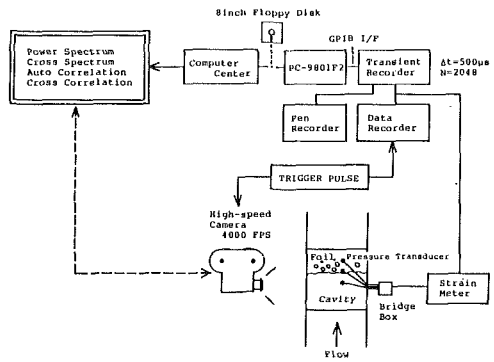 8inch Floppy Disk
GPIB I/F
Power Spectrum
Cross Spectrum
Auto Correlation
Cross Correlation
Computer
Center
PC-9801F2
Transient
Recorder
Δt=500μs
N=2048
Pen
Recorder
Data
Recorder
TRIGGER PULSE
High-speed
Camera
4000 FPS
Foil
Pressure Transducer
Cavity
Bridge
Box
Strain
Meter
Flow